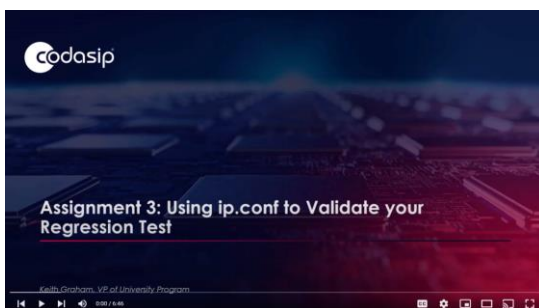 codasip
Assignment 3: Using ip.conf to Validate your
Regression Test
Keith Graham, VP of University Program
0:00 / 6:46